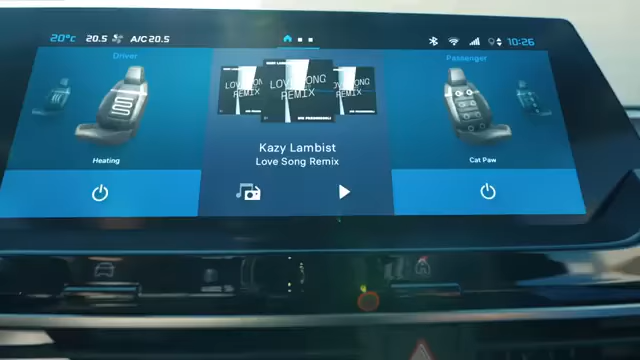 20°C 20.5 A/C 20.5 10:26
Driver
Passenger
LOVE SONG
REMIX
Kazy Lambist
Love Song Remix
Heating
Cat Paw